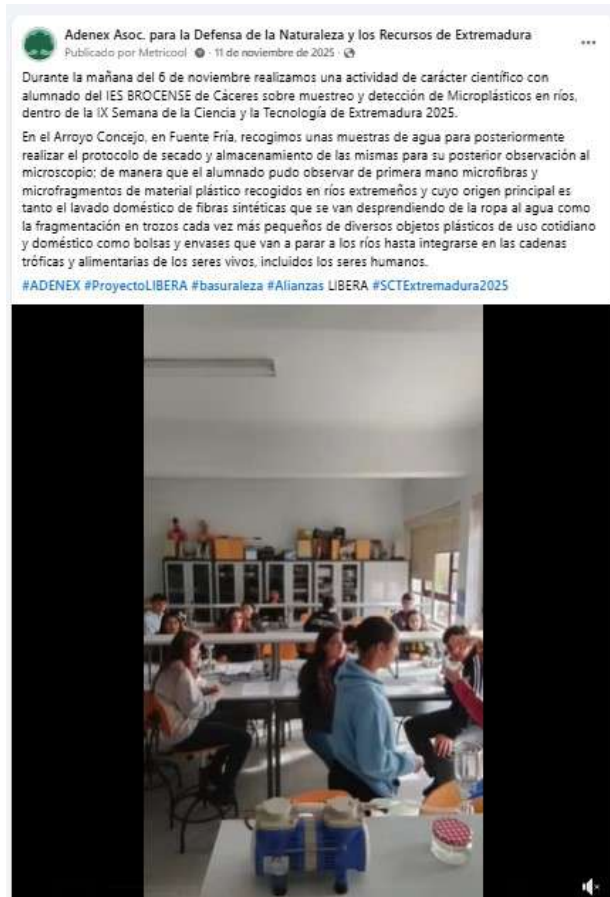 Adenex Asoc. para la Defensa de la Naturaleza y los Recursos de Extremadura
Publicado por Metricool · 11 de noviembre de 2025 ·
Durante la mañana del 6 de noviembre realizamos una actividad de carácter científico con
alumnado del IES BROCENSE de Cáceres sobre muestreo y detección de Microplásticos en ríos,
dentro de la IX Semana de la Ciencia y la Tecnología de Extremadura 2025.
En el Arroyo Concejo, en Fuente Fría, recogimos unas muestras de agua para posteriormente
realizar el protocolo de secado y almacenamiento de las mismas para su posterior observación al
microscopio; de manera que el alumnado pudo observar de primera mano microfibras y
microfragmentos de material plástico recogidos en ríos extremeños y cuyo origen principal es
tanto el lavado doméstico de fibras sintéticas que se van desprendiendo de la ropa al agua como
la fragmentación en trozos cada vez más pequeños de diversos objetos plásticos de uso cotidiano
y doméstico como bolsas y envases que van a parar a los ríos hasta integrarse en las cadenas
tróficas y alimentarias de los seres vivos, incluidos los seres humanos.
#ADENEX #ProyectoLIBERA #basuraleza #Alianzas LIBERA #SCTExtremadura2025